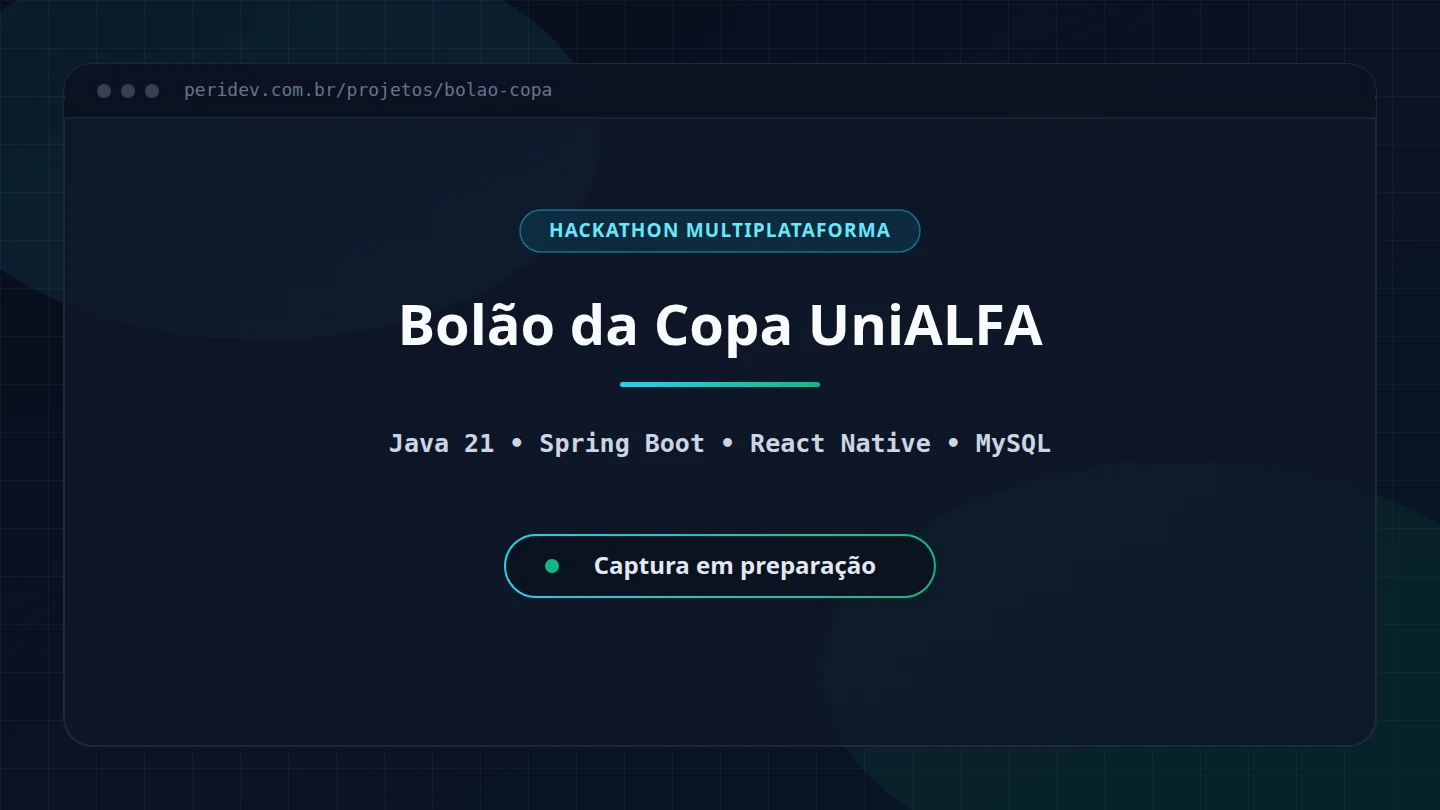 peridev.com.br/projetos/bolao-copa
HACKATHON MULTIPLATAFORMA
Bolão da Copa UniALFA
Java 21 • Spring Boot • React Native • MySQL
Captura em preparação